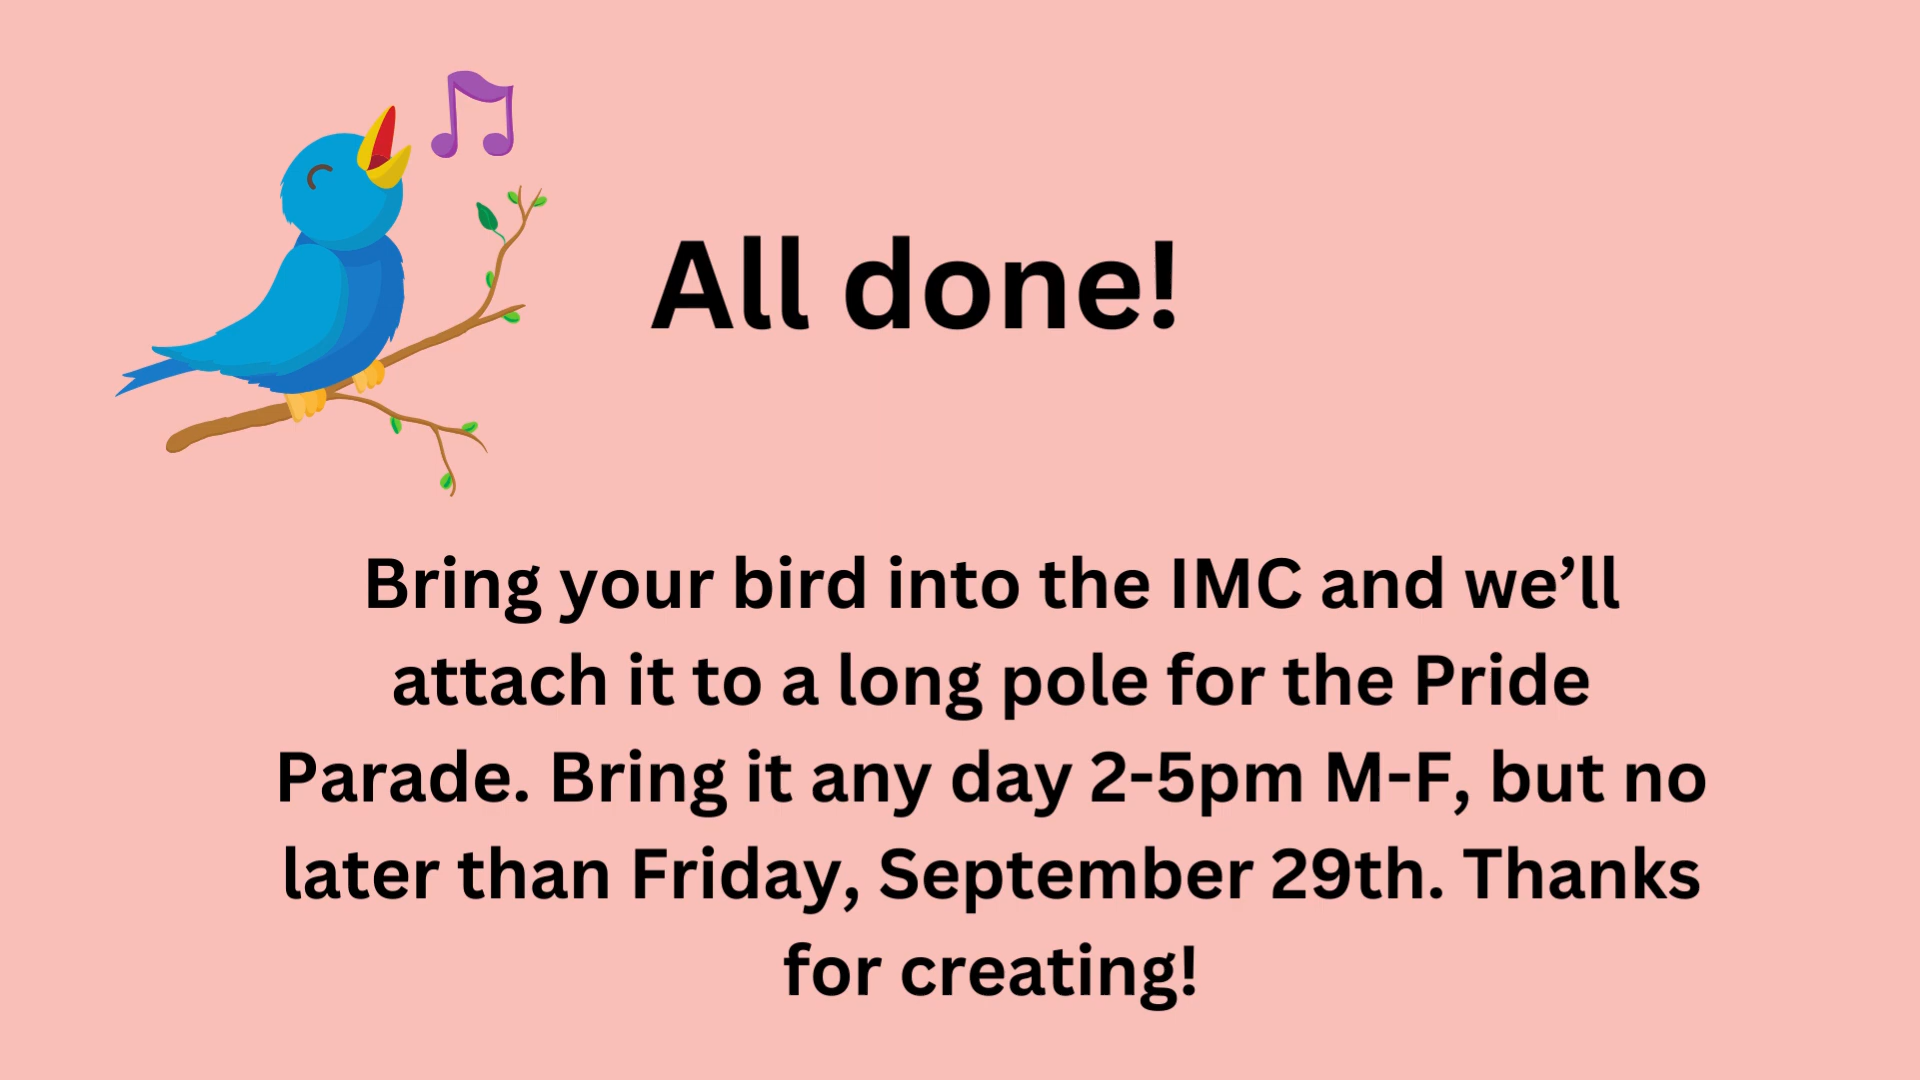 All done!
Bring your bird into the IMC and we’ll
attach it to a long pole for the Pride
Parade. Bring it any day 2-5pm M-F, but no
later than Friday, September 29th. Thanks
for creating!